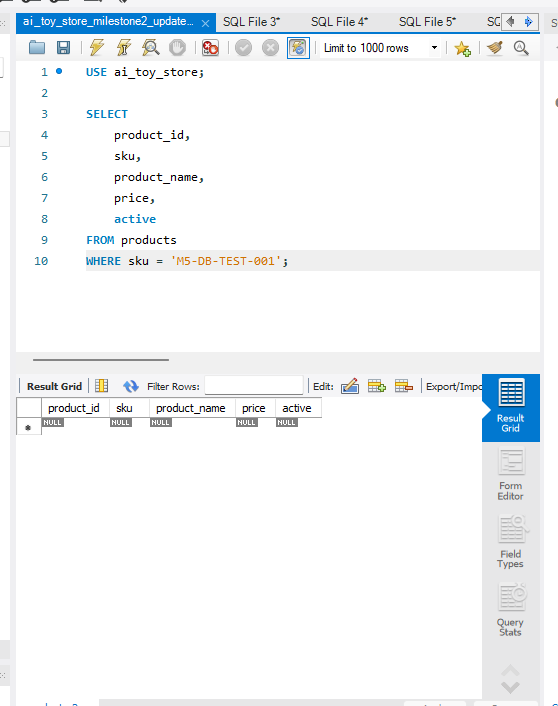 ai_toy_store_milestone2_update... × SQL File 3* SQL File 4* SQL File 5* SQ
Limit to 1000 rows
1 USE ai_toy_store;
2
3 SELECT
4 product_id,
5 sku,
6 product_name,
7 price,
8 active
9 FROM products
10 WHERE sku = 'M5-DB-TEST-001';
Result Grid Filter Rows: Edit: Export/Impo
product_id sku product_name price active
NULL NULL NULL NULL NULL
Result
Grid
Form
Editor
Field
Types
Query
Stats